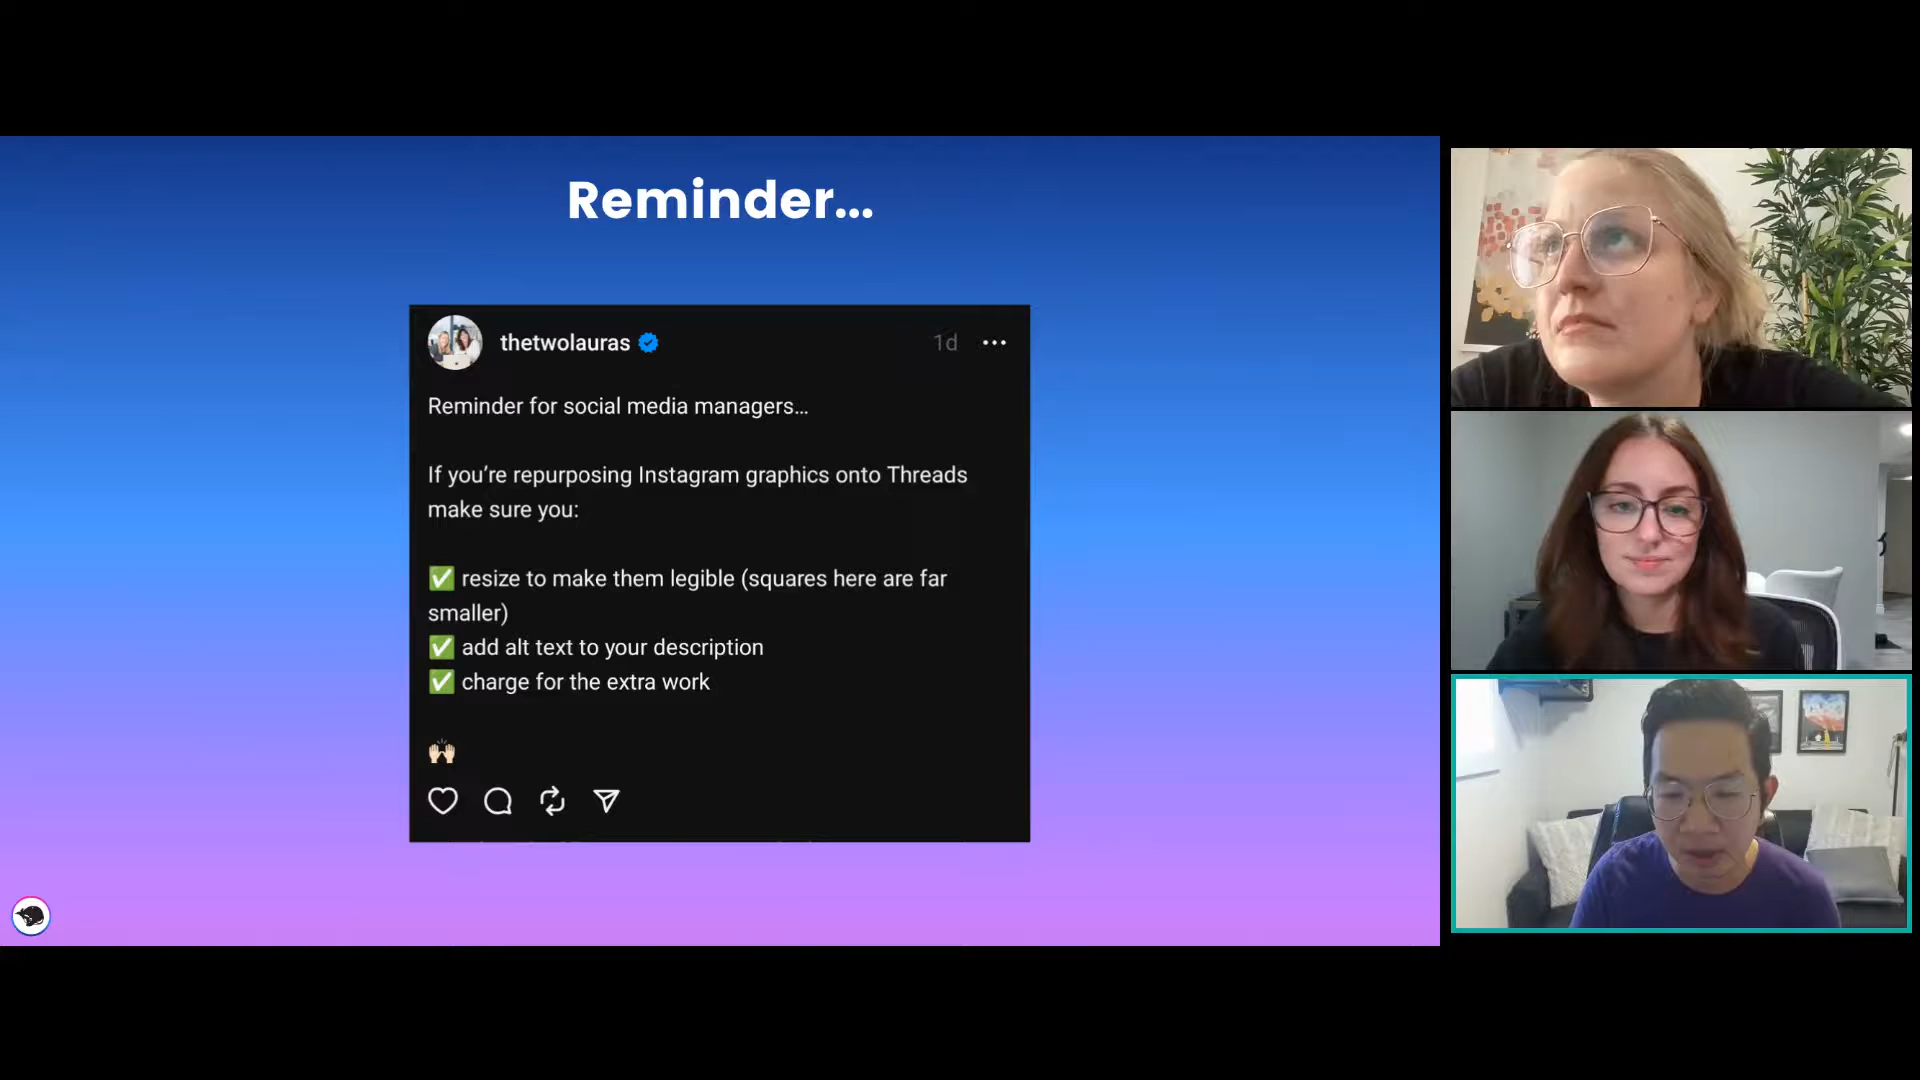 Reminder...
thetwolauras
1d
Reminder for social media managers...
If you’re repurposing Instagram graphics onto Threads
make sure you:
✅ resize to make them legible (squares here are far
smaller)
✅ add alt text to your description
✅ charge for the extra work
🙌🏻